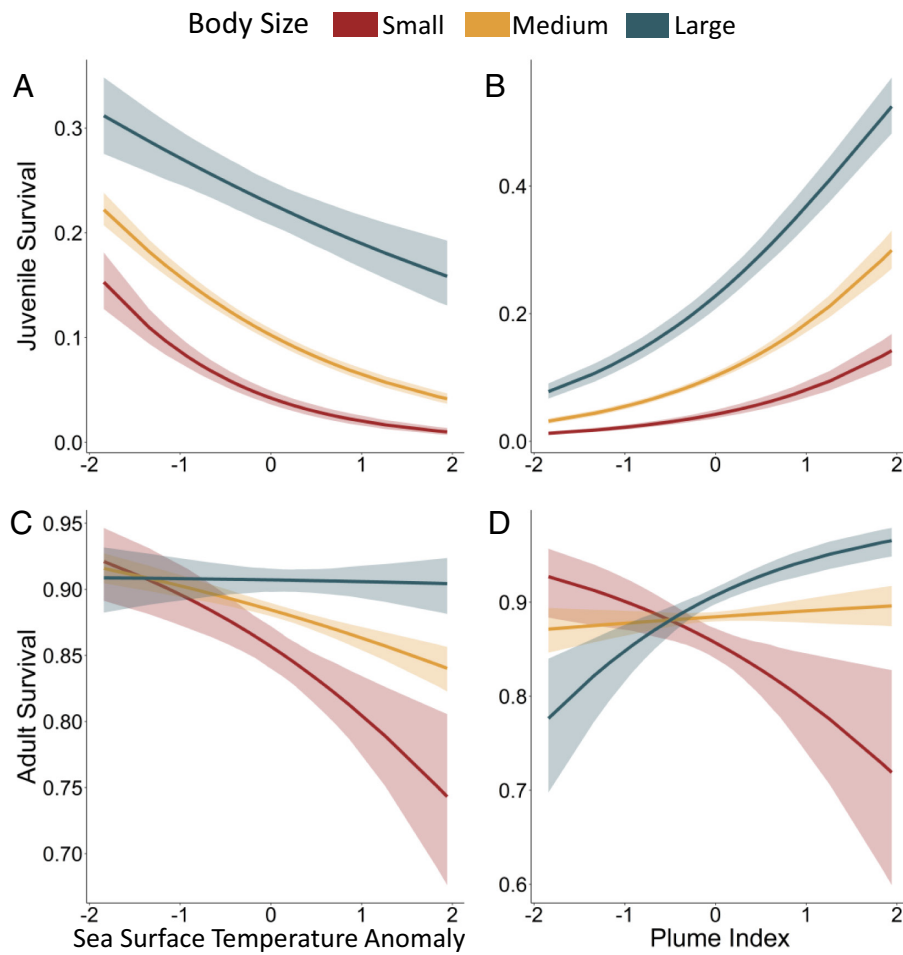 Body Size Small Medium Large
A
B
Juvenile Survival
0.3
0.2
0.1
0.0
-2 -1 0 1 2
0.4
0.2
0.0
-2 -1 0 1 2
C
D
Adult Survival
0.95
0.90
0.85
0.80
0.75
0.70
-2 -1 0 1 2
Sea Surface Temperature Anomaly
0.9
0.8
0.7
0.6
-2 -1 0 1 2
Plume Index